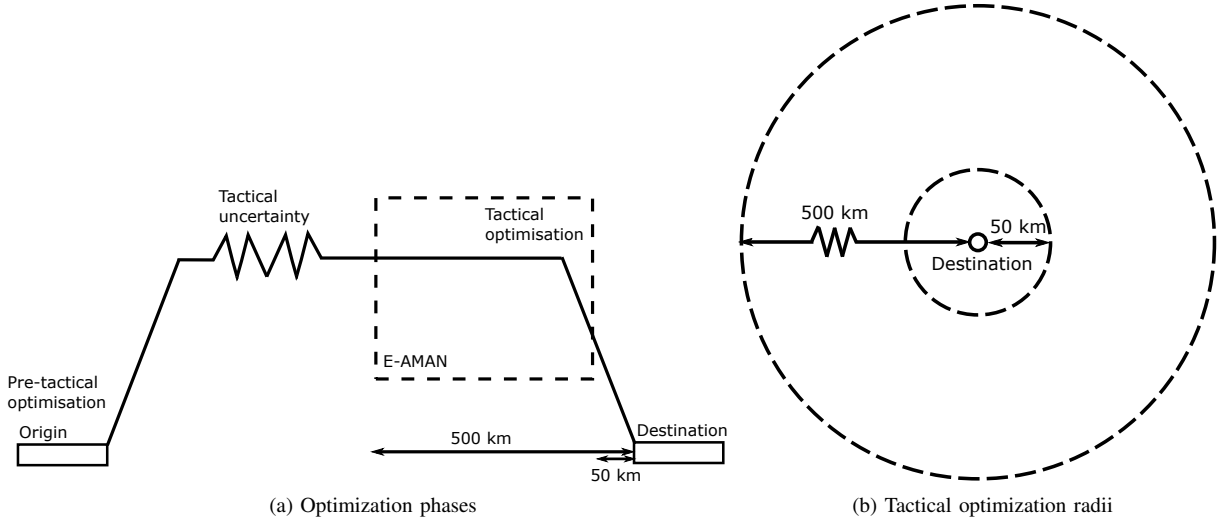 Tactical
uncertainty
Tactical
optimisation
E-AMAN
Pre-tactical
optimisation
Origin
500 km
Destination
50 km
(a) Optimization phases
500 km
50 km
Destination
(b) Tactical optimization radii